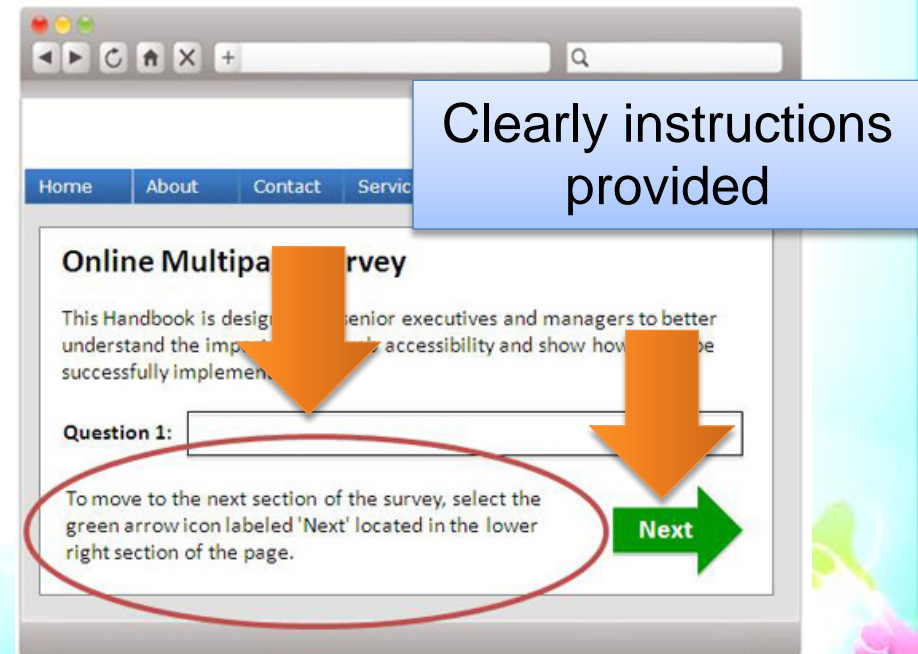 Clearly instructions
provided
Home About Contact Servic
Online Multipa rvey
This Handbook is desig senior executives and managers to better
understand the imp accessibility and show how be
successfully implemen
Question 1:
To move to the next section of the survey, select the
green arrow icon labeled 'Next' located in the lower
right section of the page.
Next